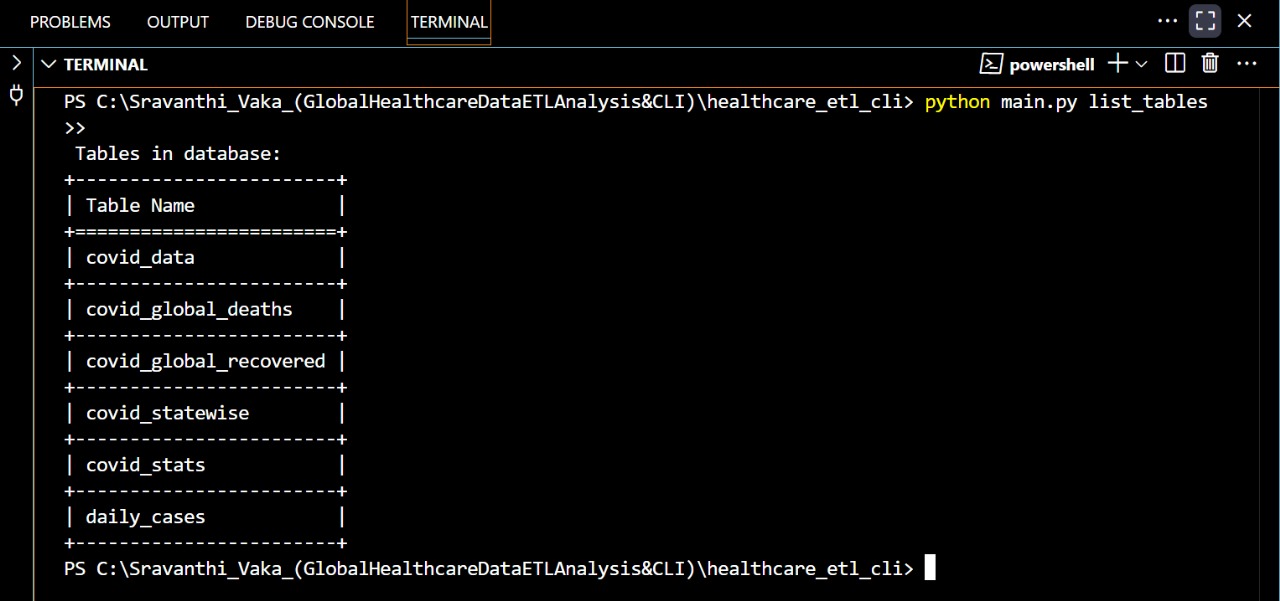 PROBLEMS OUTPUT DEBUG CONSOLE TERMINAL ...
TERMINAL powershell ...
PS C:\Sravanthi_Vaka_(GlobalHealthcareDataETLAnalysis&CLI)\healthcare_etl_cli> python main.py list_tables
>>
Tables in database:
+------------------------+
| Table Name             |
+========================+
| covid_data             |
+------------------------+
| covid_global_deaths    |
+------------------------+
| covid_global_recovered |
+------------------------+
| covid_statewise        |
+------------------------+
| covid_stats            |
+------------------------+
| daily_cases            |
+------------------------+
PS C:\Sravanthi_Vaka_(GlobalHealthcareDataETLAnalysis&CLI)\healthcare_etl_cli>